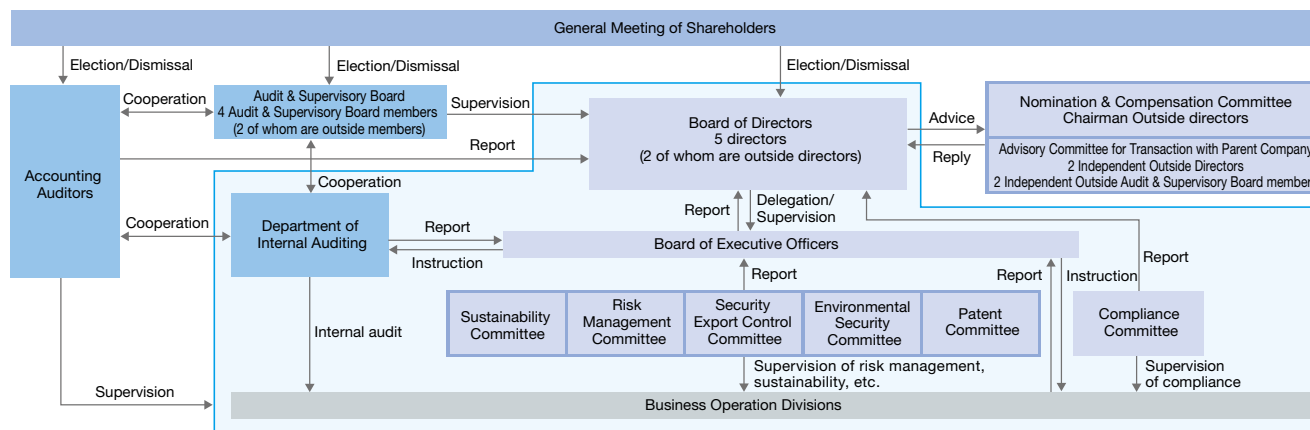 General Meeting of Shareholders
Election/Dismissal
Election/Dismissal
Election/Dismissal
Accounting
Auditors
Cooperation
Audit & Supervisory Board
4 Audit & Supervisory Board members
(2 of whom are outside members)
Supervision
Report
Board of Directors
5 directors
(2 of whom are outside directors)
Advice
Reply
Nomination & Compensation Committee
Chairman Outside directors
Advisory Committee for Transaction with Parent Company
2 Independent Outside Directors
2 Independent Outside Audit & Supervisory Board member
Cooperation
Cooperation
Department of
Internal Auditing
Report
Instruction
Report
Delegation/
Supervision
Board of Executive Officers
Report
Report
Instruction
Report
Internal audit
Sustainability
Committee
Risk
Management
Committee
Security
Export Control
Committee
Environmental
Security
Committee
Patent
Committee
Compliance
Committee
Supervision of risk management,
sustainability, etc.
Supervision
of compliance
Supervision
Business Operation Divisions